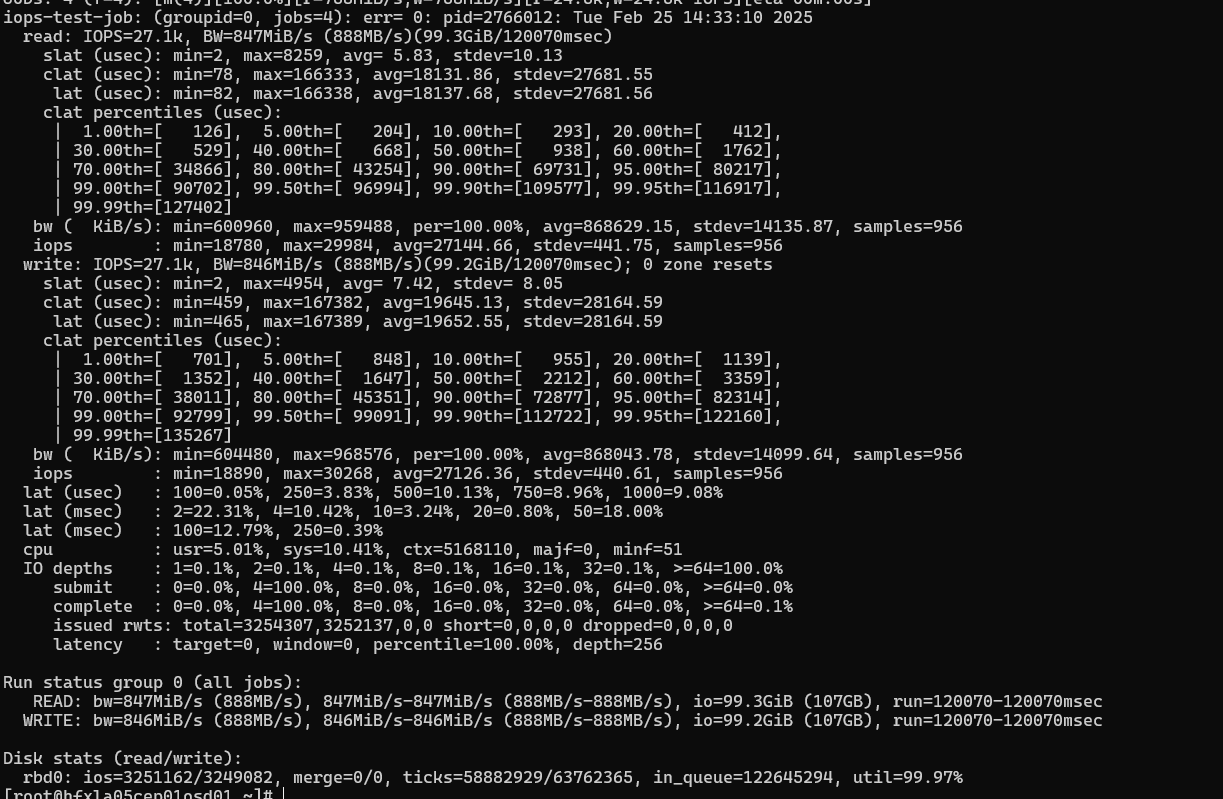 Jobs: 4 (f=4): [m(4)][100.0%][r=788MiB/s,w=788MiB/s][r=
iops-test-job: (groupid=0, jobs=4): err= 0: pid=2766012: Tue Feb 25 14:33:10 2025
  read: IOPS=27.1k, BW=847MiB/s (888MB/s)(99.3GiB/120070msec)
    slat (usec): min=2, max=8259, avg= 5.83, stdev=10.13
    clat (usec): min=78, max=166333, avg=18131.86, stdev=27681.55
     lat (usec): min=82, max=166338, avg=18137.68, stdev=27681.56
    clat percentiles (usec):
     |  1.00th=[   126],  5.00th=[   204], 10.00th=[   293], 20.00th=[   412],
     | 30.00th=[   529], 40.00th=[   668], 50.00th=[   938], 60.00th=[  1762],
     | 70.00th=[ 34866], 80.00th=[ 43254], 90.00th=[ 69731], 95.00th=[ 80217],
     | 99.00th=[ 90702], 99.50th=[ 96994], 99.90th=[109577], 99.95th=[116917],
     | 99.99th=[127402]
   bw (  KiB/s): min=600960, max=959488, per=100.00%, avg=868629.15, stdev=14135.87, samples=956
   iops        : min=18780, max=29984, avg=27144.66, stdev=441.75, samples=956
  write: IOPS=27.1k, BW=846MiB/s (888MB/s)(99.2GiB/120070msec); 0 zone resets
    slat (usec): min=2, max=4954, avg= 7.42, stdev= 8.05
    clat (usec): min=459, max=167382, avg=19645.13, stdev=28164.59
     lat (usec): min=465, max=167389, avg=19652.55, stdev=28164.59
    clat percentiles (usec):
     |  1.00th=[   701],  5.00th=[   848], 10.00th=[   955], 20.00th=[  1139],
     | 30.00th=[  1352], 40.00th=[  1647], 50.00th=[  2212], 60.00th=[  3359],
     | 70.00th=[ 38011], 80.00th=[ 45351], 90.00th=[ 72877], 95.00th=[ 82314],
     | 99.00th=[ 92799], 99.50th=[ 99091], 99.90th=[112722], 99.95th=[122160],
     | 99.99th=[135267]
   bw (  KiB/s): min=604480, max=968576, per=100.00%, avg=868043.78, stdev=14099.64, samples=956
   iops        : min=18890, max=30268, avg=27126.36, stdev=440.61, samples=956
  lat (usec)   : 100=0.05%, 250=3.83%, 500=10.13%, 750=8.96%, 1000=9.08%
  lat (msec)   : 2=22.31%, 4=10.42%, 10=3.24%, 20=0.80%, 50=18.00%
  lat (msec)   : 100=12.79%, 250=0.39%
  cpu          : usr=5.01%, sys=10.41%, ctx=5168110, majf=0, minf=51
  IO depths    : 1=0.1%, 2=0.1%, 4=0.1%, 8=0.1%, 16=0.1%, 32=0.1%, >=64=100.0%
     submit    : 0=0.0%, 4=100.0%, 8=0.0%, 16=0.0%, 32=0.0%, 64=0.0%, >=64=0.0%
     complete  : 0=0.0%, 4=100.0%, 8=0.0%, 16=0.0%, 32=0.0%, 64=0.0%, >=64=0.1%
     issued rwts: total=3254307,3252137,0,0 short=0,0,0,0 dropped=0,0,0,0
     latency   : target=0, window=0, percentile=100.00%, depth=256
Run status group 0 (all jobs):
   READ: bw=847MiB/s (888MB/s), 847MiB/s-847MiB/s (888MB/s-888MB/s), io=99.3GiB (107GB), run=120070-120070msec
  WRITE: bw=846MiB/s (888MB/s), 846MiB/s-846MiB/s (888MB/s-888MB/s), io=99.2GiB (107GB), run=120070-120070msec
Disk stats (read/write):
  rbd0: ios=3251162/3249082, merge=0/0, ticks=58882929/63762365, in_queue=122645294, util=99.97%
[root@hfxla05cep01osd01 ~]#